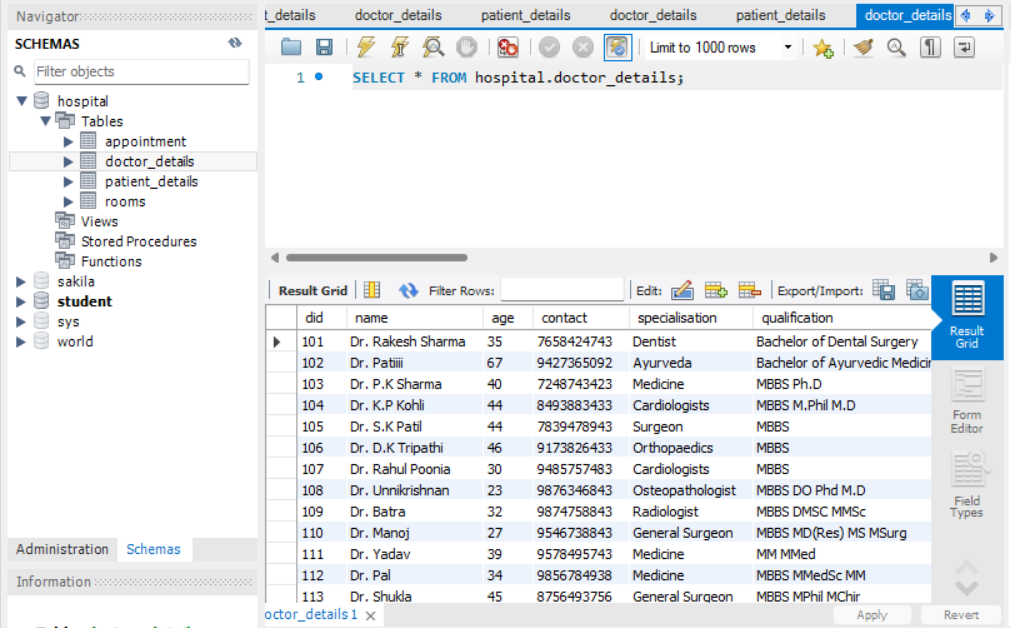 Navigator
SCHEMAS
Filter objects
hospital
Tables
appointment
doctor_details
patient_details
rooms
Views
Stored Procedures
Functions
sakila
student
sys
world
Administration Schemas
Information
t_details doctor_details patient_details doctor_details patient_details doctor_details
Limit to 1000 rows
1 SELECT * FROM hospital.doctor_details;
Result Grid Filter Rows: Edit: Export/Import:
did name age contact specialisation qualification
101 Dr. Rakesh Sharma 35 7658424743 Dentist Bachelor of Dental Surgery
102 Dr. Patiiii 67 9427365092 Ayurveda Bachelor of Ayurvedic Medicin
103 Dr. P.K Sharma 40 7248743423 Medicine MBBS Ph.D
104 Dr. K.P Kohli 44 8493883433 Cardiologists MBBS M.Phil M.D
105 Dr. S.K Patil 44 7839478943 Surgeon MBBS
106 Dr. D.K Tripathi 46 9173826433 Orthopaedics MBBS
107 Dr. Rahul Poonia 30 9485757483 Cardiologists MBBS
108 Dr. Unnikrishnan 23 9876346843 Osteopathologist MBBS DO Phd M.D
109 Dr. Batra 32 9874758843 Radiologist MBBS DMSC MMSc
110 Dr. Manoj 27 9546738843 General Surgeon MBBS MD(Res) MS MSurg
111 Dr. Yadav 39 9578495743 Medicine MM MMed
112 Dr. Pal 34 9856784938 Medicine MBBS MMedSc MM
113 Dr. Shukla 45 8756493756 General Surgeon MBBS MPhil MChir
Result
Grid
Form
Editor
Field
Types
octor_details 1
Apply Revert